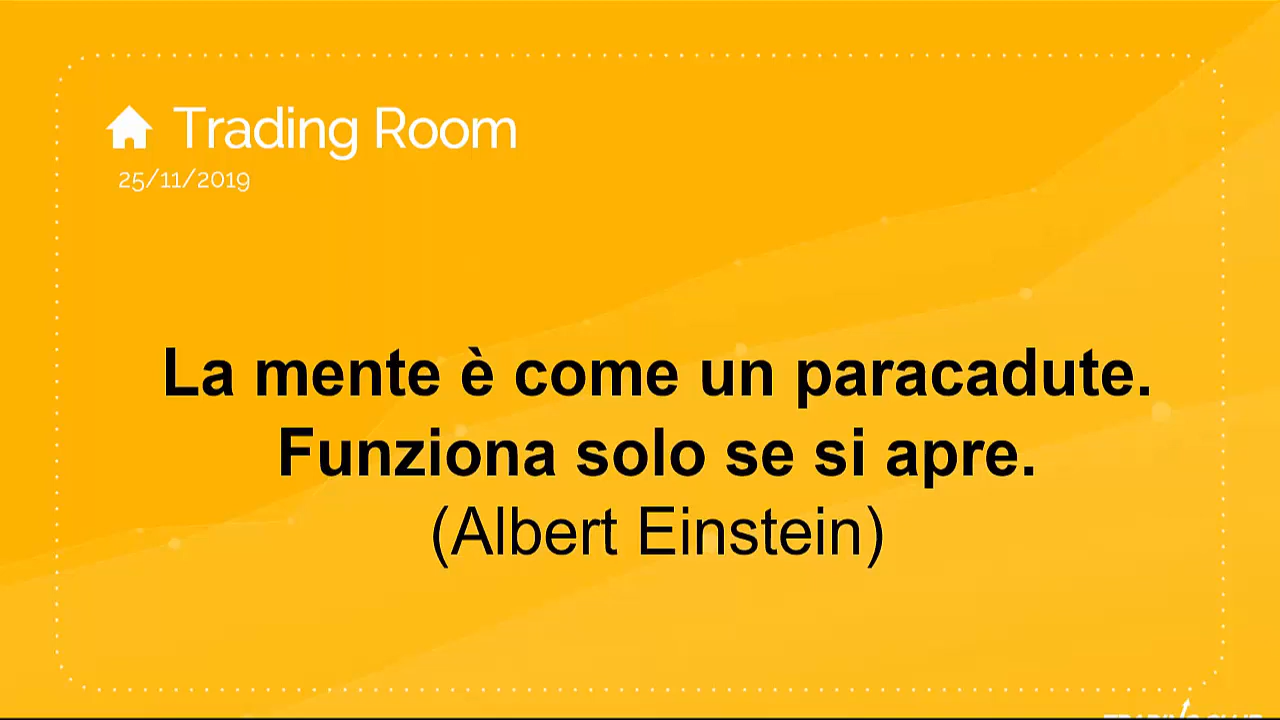 Trading Room
25/11/2019
La mente è come un paracadute.
Funziona solo se si apre.
(Albert Einstein)